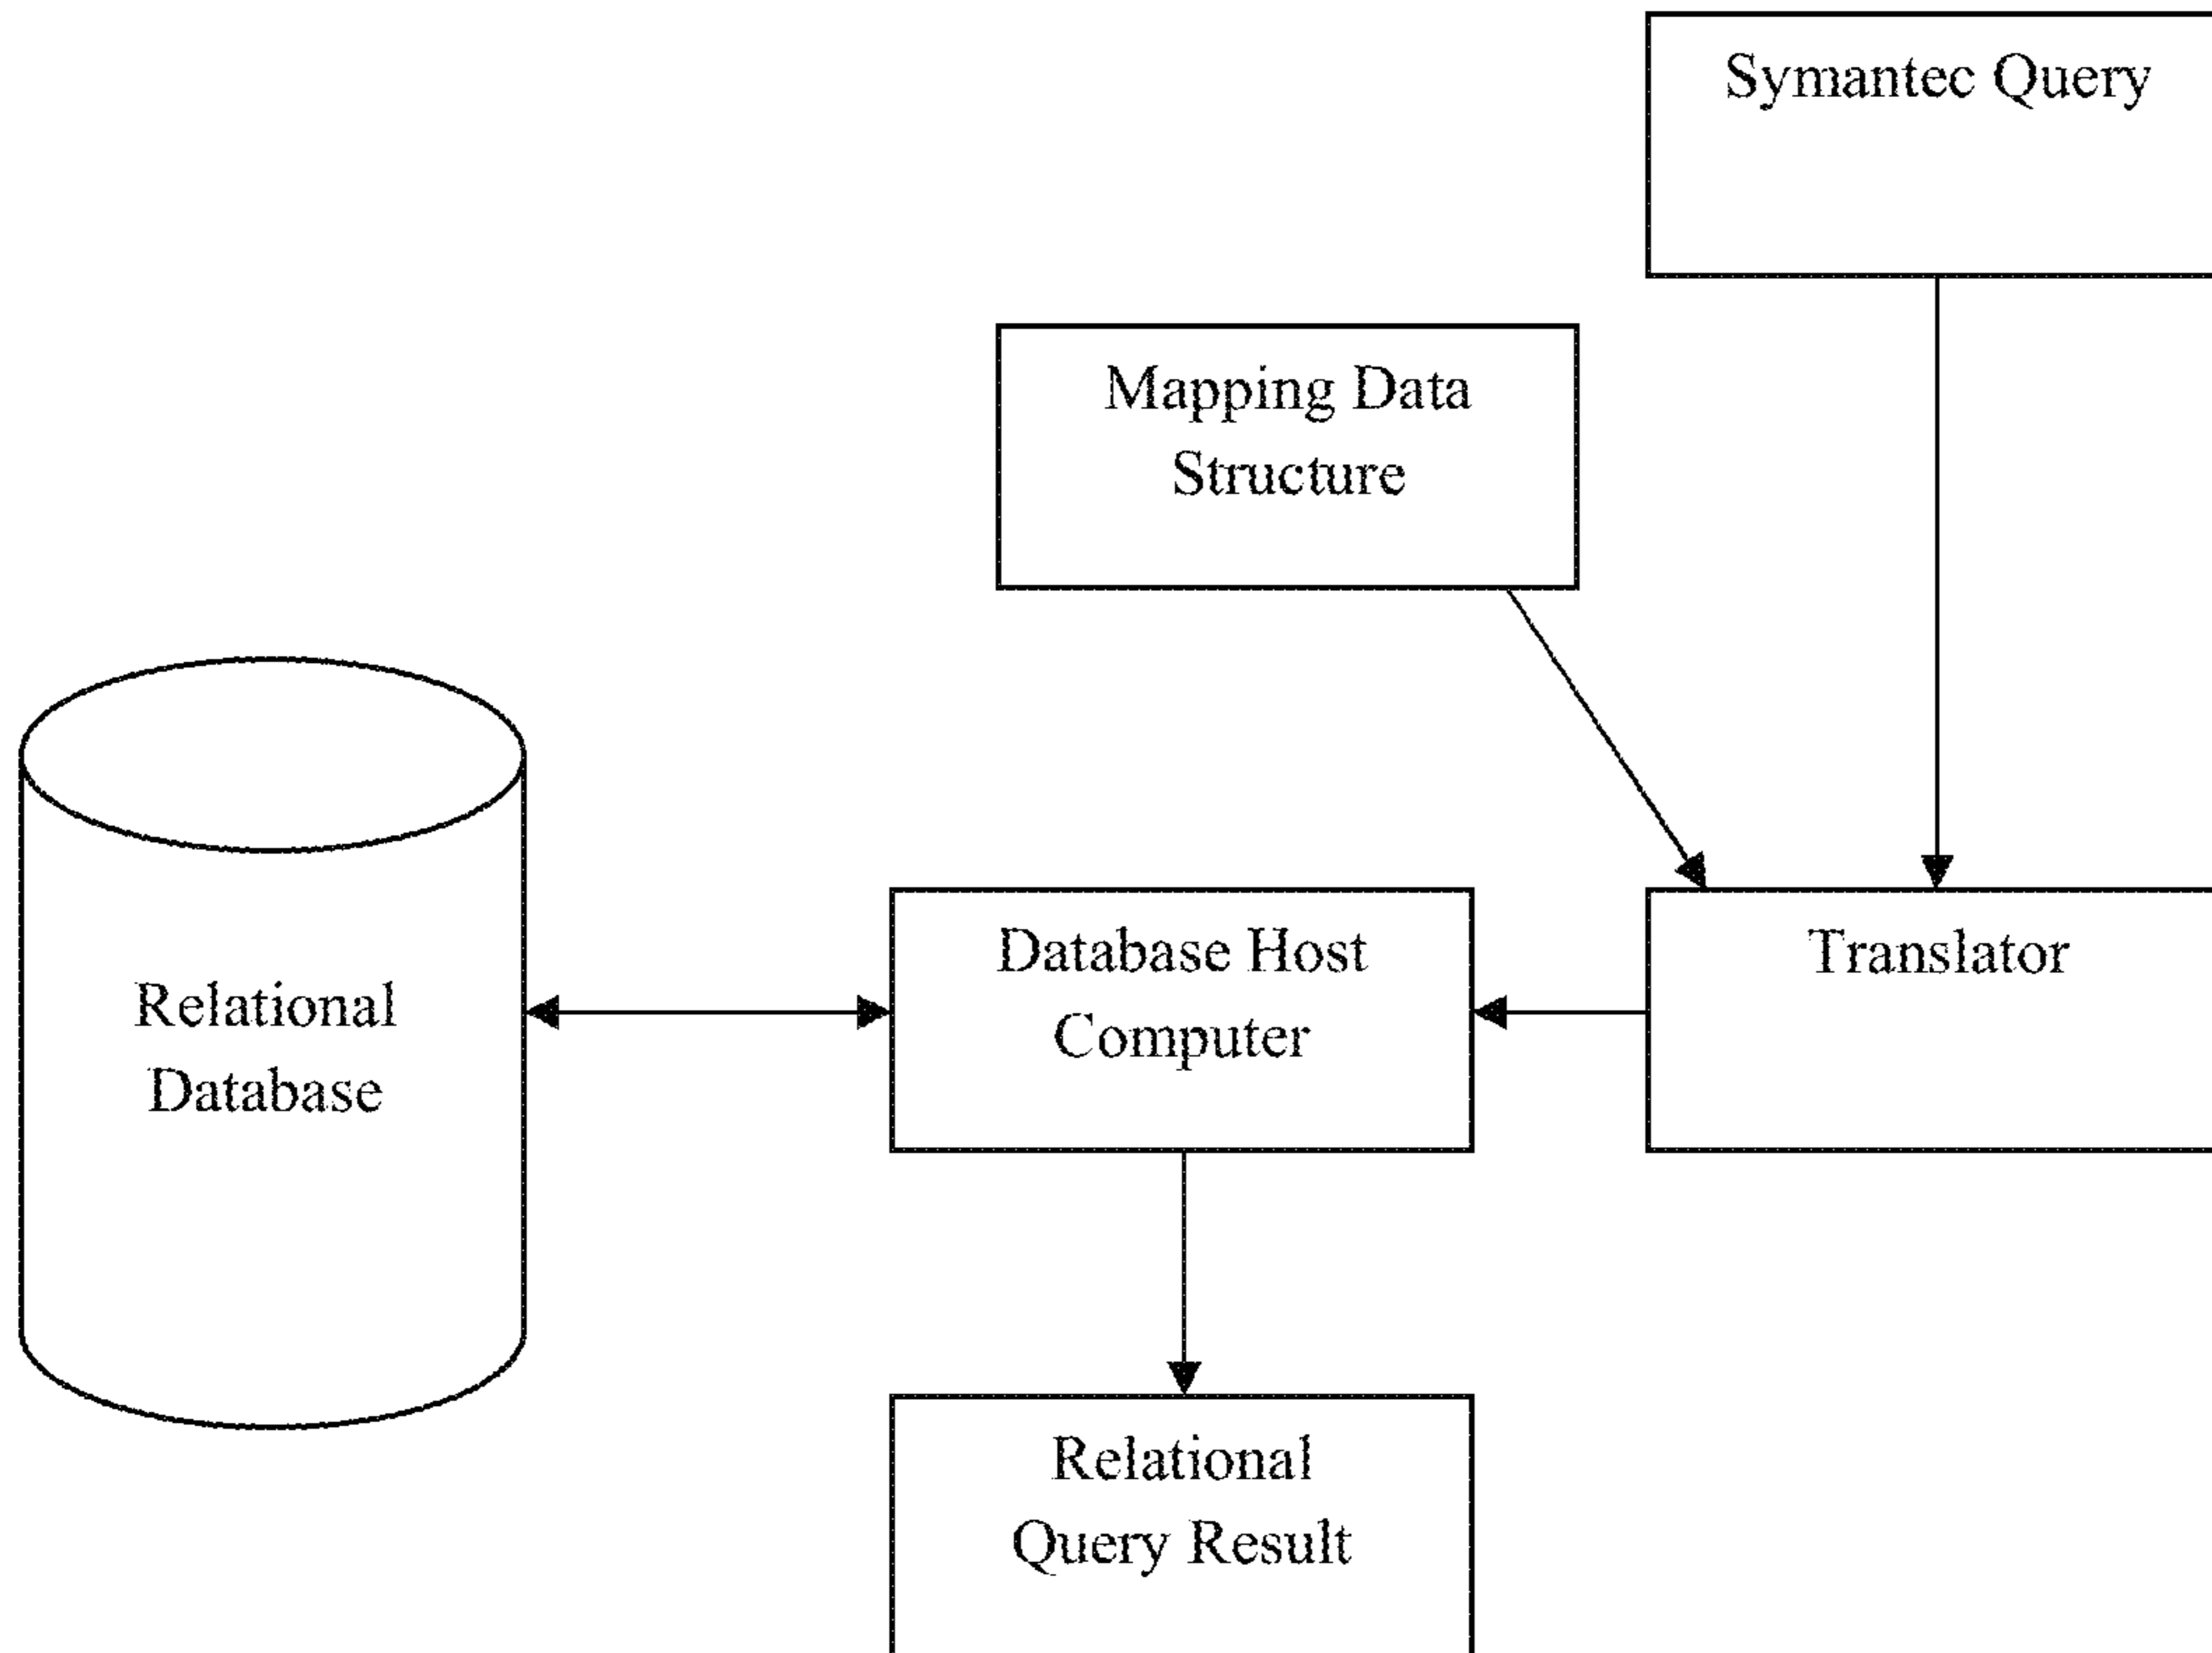 Symantec Query
Mapping Data
Structure
Relational
Database
Database Host
Computer
Translator
Relational
Query Result